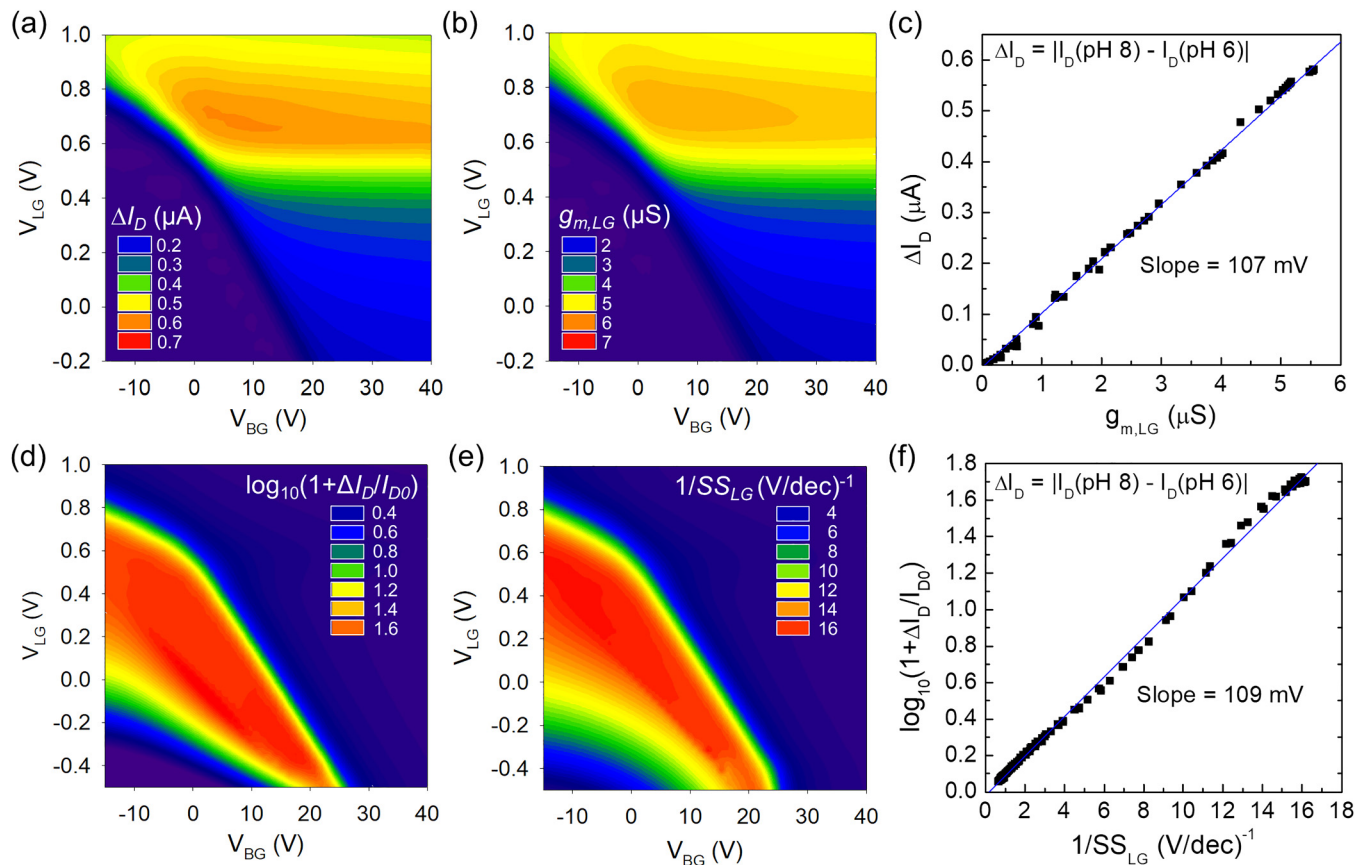 (a)
1.0
0.8
0.6
0.4
0.2
0.0
-0.2
V_LG (V)
ΔI_D (μA)
0.2
0.3
0.4
0.5
0.6
0.7
-10 0 10 20 30 40
V_BG (V)
(b)
1.0
0.8
0.6
0.4
0.2
0.0
-0.2
V_LG (V)
g_m,LG (μS)
2
3
4
5
6
7
-10 0 10 20 30 40
V_BG (V)
(c)
ΔI_D = |I_D(pH 8) - I_D(pH 6)|
0.6
0.5
0.4
0.3
0.2
0.1
0.0
ΔI_D (μA)
Slope = 107 mV
0 1 2 3 4 5 6
g_m,LG (μS)
(d)
1.0
0.8
0.6
0.4
0.2
0.0
-0.2
-0.4
V_LG (V)
log₁₀(1+ΔI_D/I_D0)
0.4
0.6
0.8
1.0
1.2
1.4
1.6
-10 0 10 20 30 40
V_BG (V)
(e)
1.0
0.8
0.6
0.4
0.2
0.0
-0.2
-0.4
V_LG (V)
1/SS_LG (V/dec)⁻¹
4
6
8
10
12
14
16
-10 0 10 20 30 40
V_BG (V)
(f)
ΔI_D = |I_D(pH 8) - I_D(pH 6)|
1.8
1.6
1.4
1.2
1.0
0.8
0.6
0.4
0.2
0.0
log₁₀(1+ΔI_D/I_D0)
Slope = 109 mV
0 2 4 6 8 10 12 14 16 18
1/SS_LG (V/dec)⁻¹